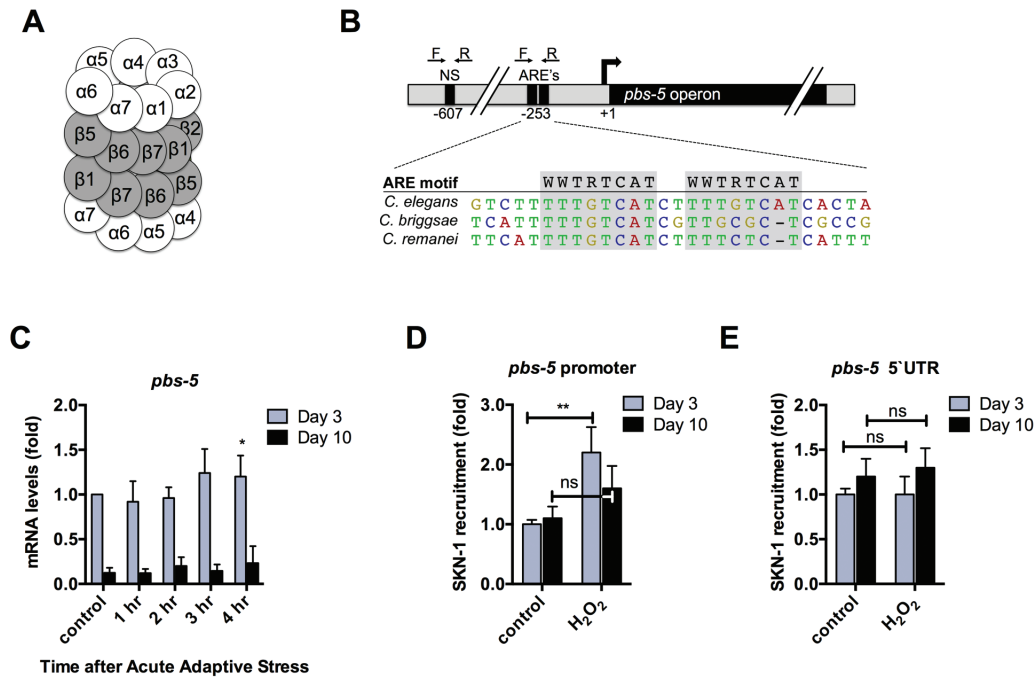 A
α5 α4 α3
α6 α7 α1 α2
β5 β6 β7 β1 β2
β1 β7 β6 β5
α7 α6 α5 α4
B
F R F R
NS ARE's
pbs-5 operon
-607 -253 +1
ARE motif WWTRTCAT WWTRTCAT
C. elegans GTCTTTTTGTCATCTTTTGTCATCACTA
C. briggsae TCATTTTTGTCATCGTTGCGC-TCGCCG
C. remanei TTCATTTTGTCATCTTTTCTC-TCATTT
C
pbs-5
mRNA levels (fold)
2.0
1.5
1.0
0.5
0.0
*
Day 3
Day 10
control 1 hr 2 hr 3 hr 4 hr
Time after Acute Adaptive Stress
D
pbs-5 promoter
SKN-1 recruitment (fold)
3.0
2.0
1.0
0.0
**
ns
Day 3
Day 10
control H₂O₂
E
pbs-5 5`UTR
SKN-1 recruitment (fold)
2.0
1.5
1.0
0.5
0.0
ns
ns
Day 3
Day 10
control H₂O₂